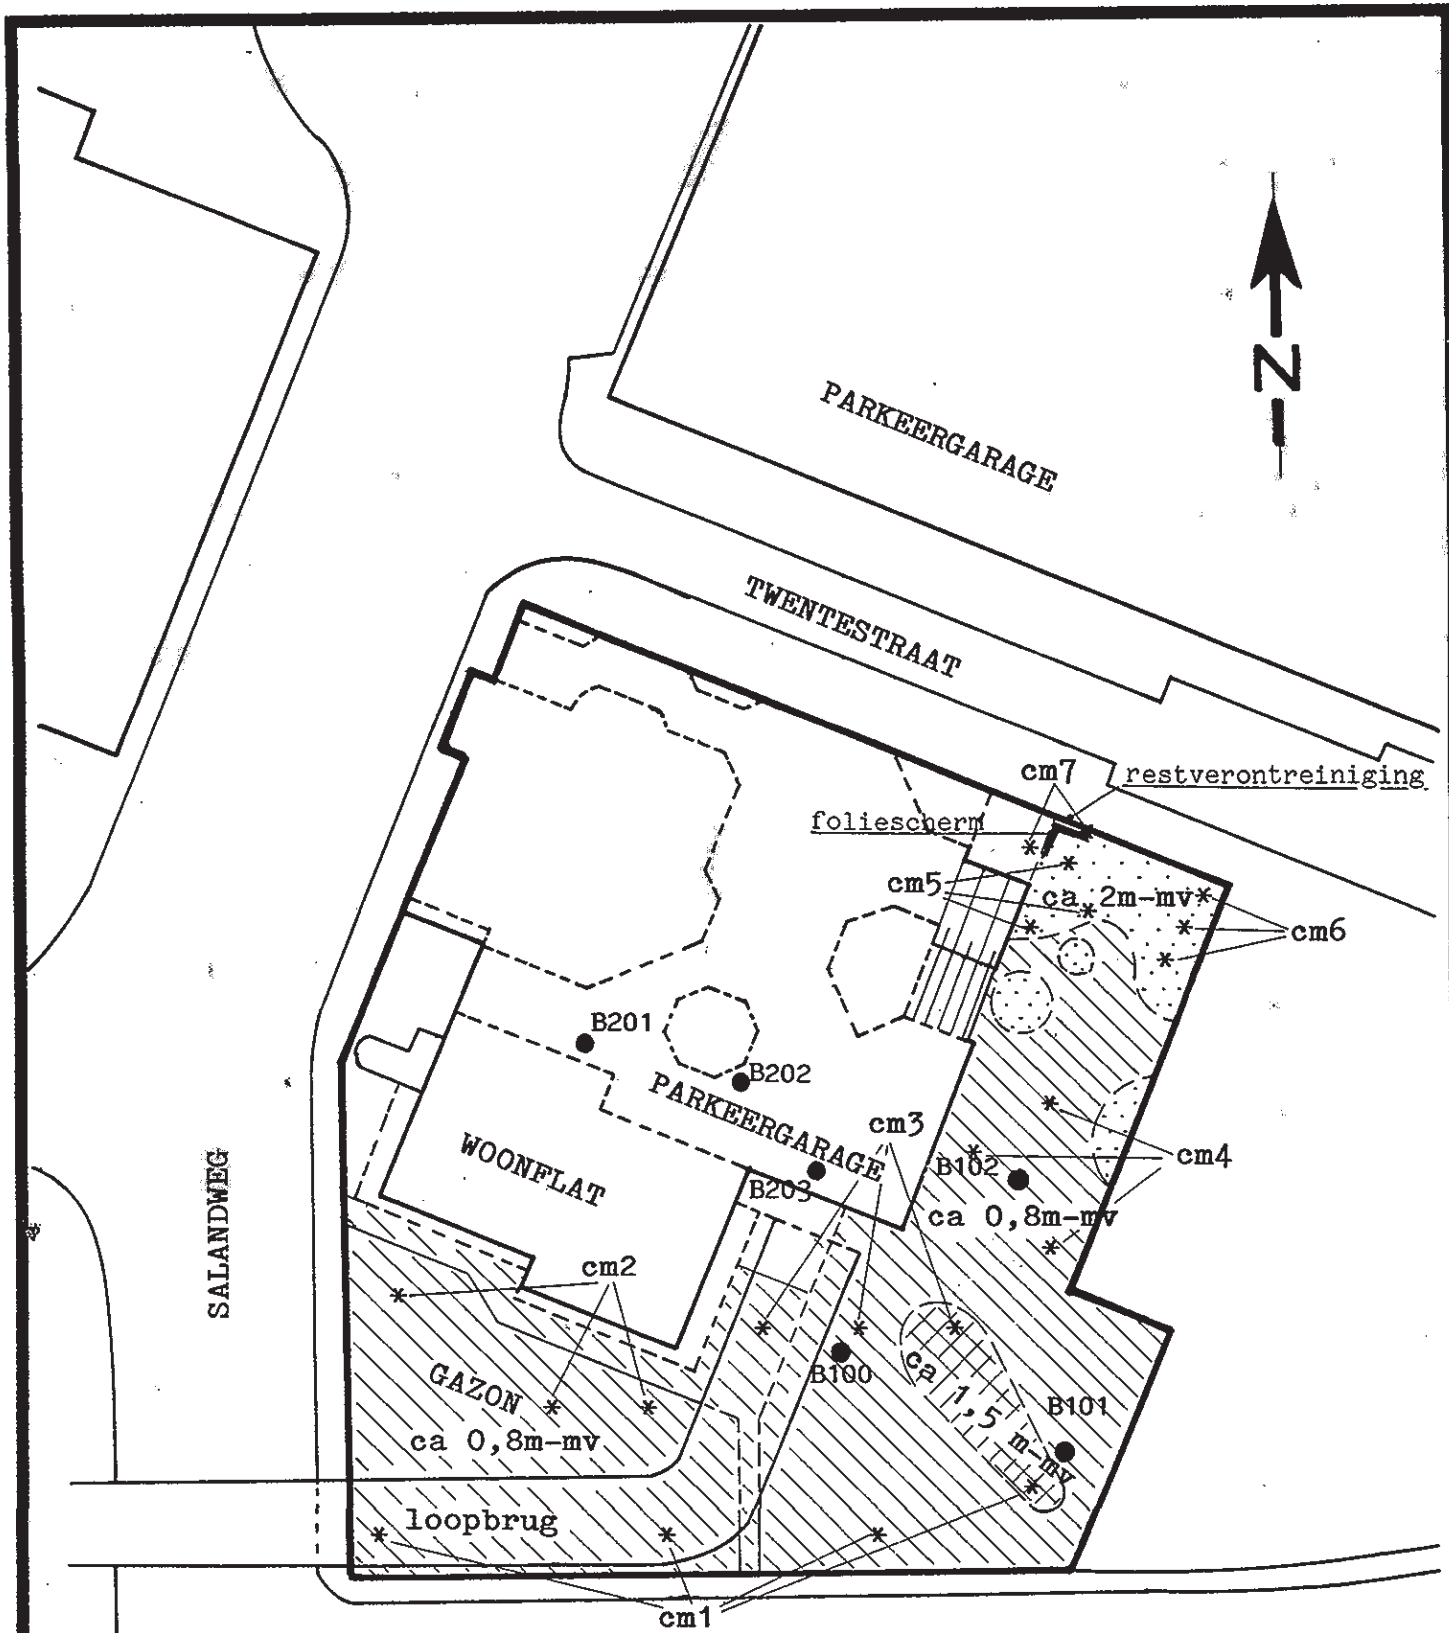 N
PARKEERGARAGE
TWENTESTRAAT
cm7
restverontreiniging
foliescherm
cm5
ca 2m-mv
cm6
B201
B202
PARKEERGARAGE
cm3
WOONFLAT
B203
B102
cm4
ca 0,8m-mv
SALANDWEG
cm2
GAZON
ca 0,8m-mv
B100
ca 1,5 m-mv
B101
loopbrug
cm1